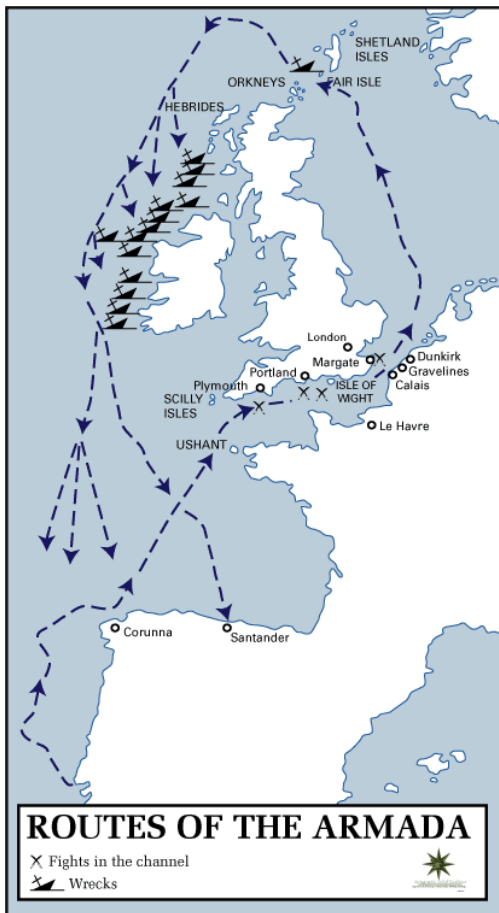 SHETLAND
ISLES
ORKNEYS
FAIR ISLE
HEBRIDES
London
Margate
Dunkirk
Gravelines
Calais
Portland
Plymouth
ISLE OF
WIGHT
SCILLY
ISLES
Le Havre
USHANT
Corunna
Santander
ROUTES OF THE ARMADA
Fights in the channel
Wrecks